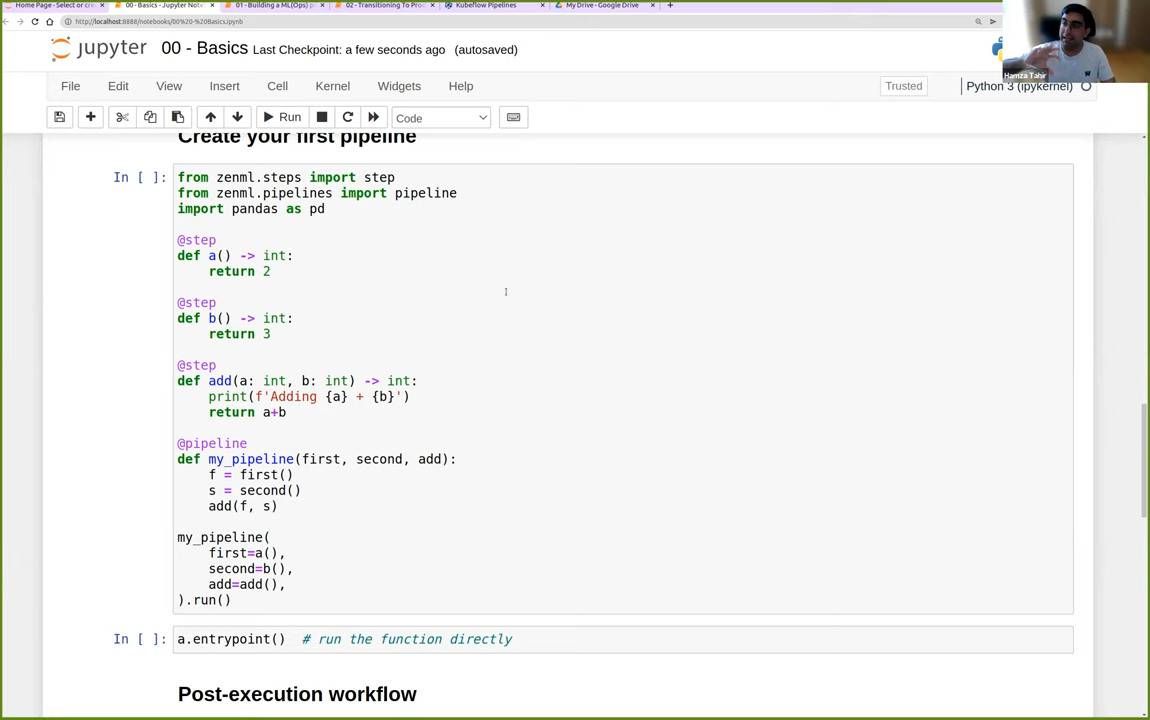 Home Page - Select or cre
00 - Basics - Jupyter Note
01 - Building a ML(Ops) p
02 - Transitioning To Pro
Kubeflow Pipelines
My Drive - Google Drive
http://localhost:8888/notebooks/00%20-%20Basics.ipynb
jupyter 00 - Basics Last Checkpoint: a few seconds ago (autosaved)
Hamza Tahir
File Edit View Insert Cell Kernel Widgets Help Trusted Python 3 (ipykernel)
Run Code
Create your first pipeline
In [ ]: from zenml.steps import step
from zenml.pipelines import pipeline
import pandas as pd
@step
def a() -> int:
return 2
@step
def b() -> int:
return 3
@step
def add(a: int, b: int) -> int:
print(f'Adding {a} + {b}')
return a+b
@pipeline
def my_pipeline(first, second, add):
f = first()
s = second()
add(f, s)
my_pipeline(
first=a(),
second=b(),
add=add(),
).run()
In [ ]: a.entrypoint() # run the function directly
Post-execution workflow